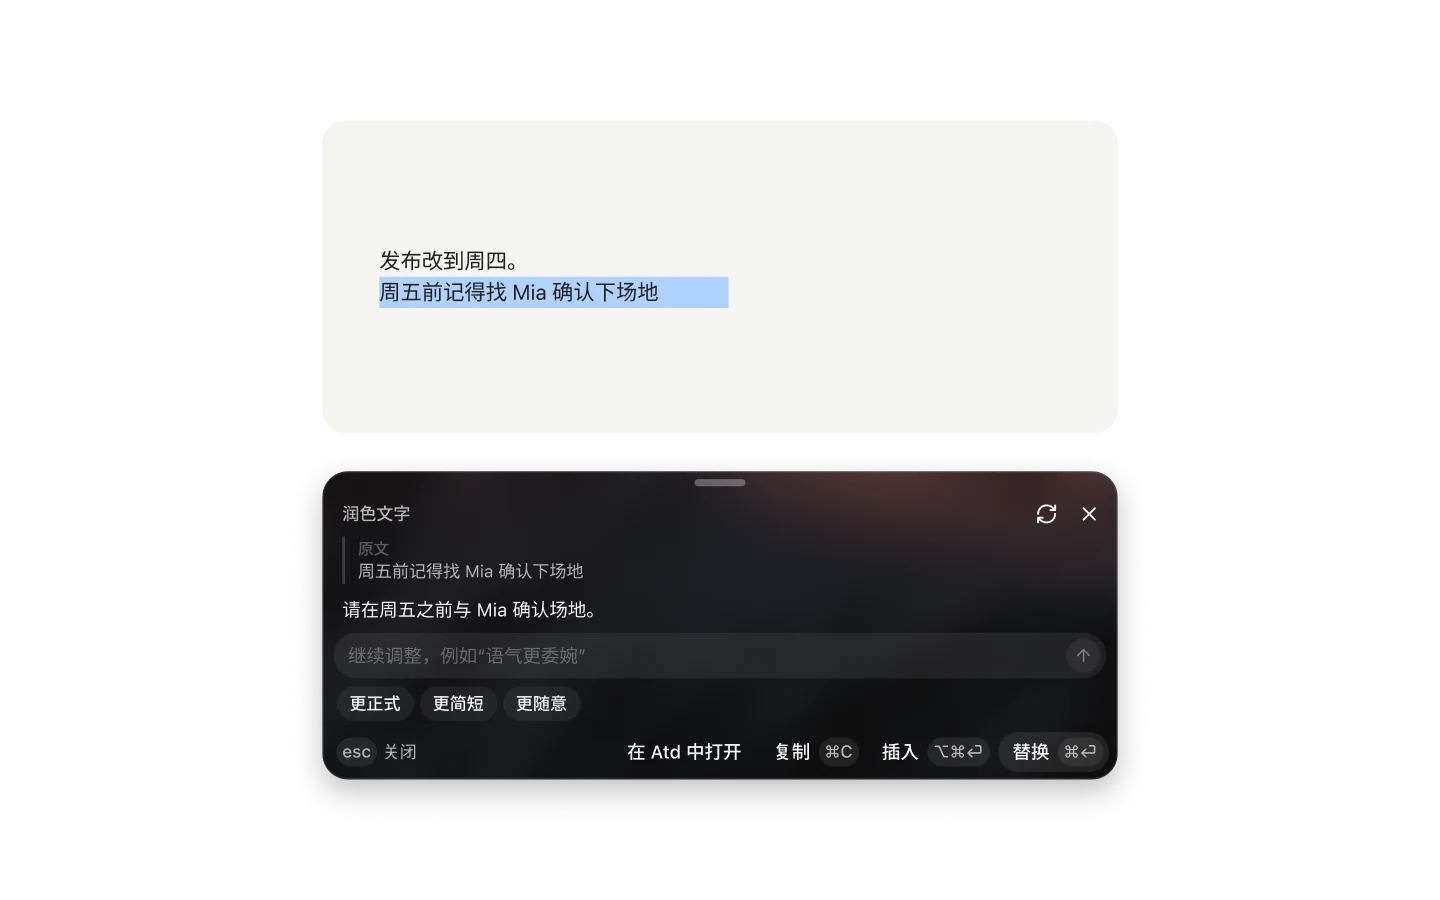 发布改到周四。
周五前记得找 Mia 确认下场地
润色文字
原文
周五前记得找 Mia 确认下场地
请在周五之前与 Mia 确认场地。
继续调整，例如“语气更委婉”
更正式 更简短 更随意
esc 关闭 在 Atd 中打开 复制 ⌘C 插入 ⌥⌘↩ 替换 ⌘↩